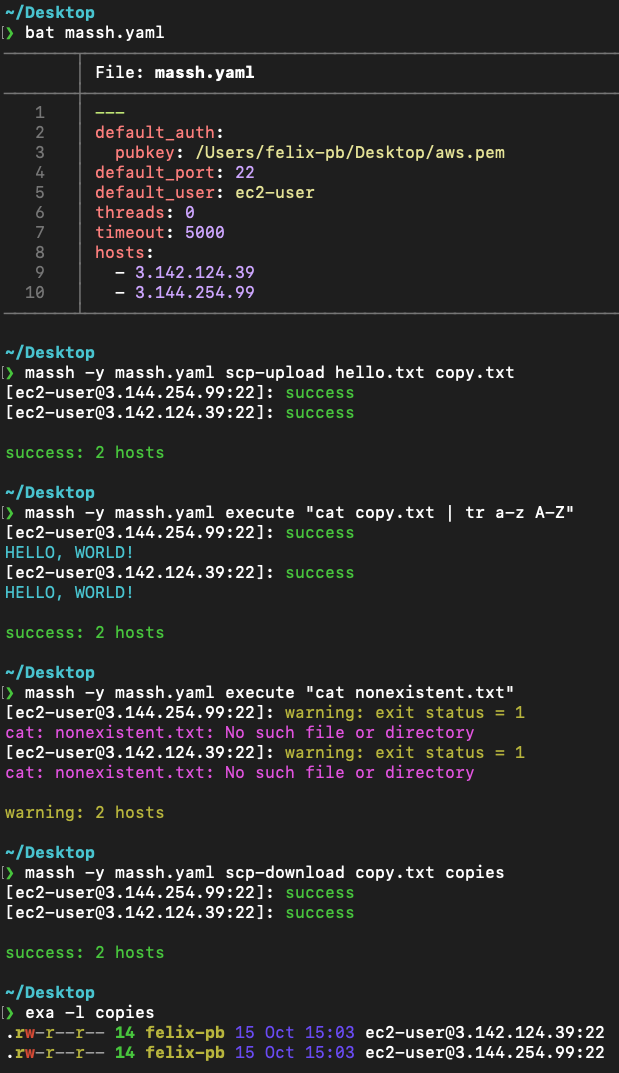 ~/Desktop
❯ bat massh.yaml
File: massh.yaml
1 ---
2 default_auth:
3   pubkey: /Users/felix-pb/Desktop/aws.pem
4 default_port: 22
5 default_user: ec2-user
6 threads: 0
7 timeout: 5000
8 hosts:
9   - 3.142.124.39
10   - 3.144.254.99
~/Desktop
❯ massh -y massh.yaml scp-upload hello.txt copy.txt
[ec2-user@3.144.254.99:22]: success
[ec2-user@3.142.124.39:22]: success
success: 2 hosts
~/Desktop
❯ massh -y massh.yaml execute "cat copy.txt | tr a-z A-Z"
[ec2-user@3.144.254.99:22]: success
HELLO, WORLD!
[ec2-user@3.142.124.39:22]: success
HELLO, WORLD!
success: 2 hosts
~/Desktop
❯ massh -y massh.yaml execute "cat nonexistent.txt"
[ec2-user@3.144.254.99:22]: warning: exit status = 1
cat: nonexistent.txt: No such file or directory
[ec2-user@3.142.124.39:22]: warning: exit status = 1
cat: nonexistent.txt: No such file or directory
warning: 2 hosts
~/Desktop
❯ massh -y massh.yaml scp-download copy.txt copies
[ec2-user@3.144.254.99:22]: success
[ec2-user@3.142.124.39:22]: success
success: 2 hosts
~/Desktop
❯ exa -l copies
.rw-r--r-- 14 felix-pb 15 Oct 15:03 ec2-user@3.142.124.39:22
.rw-r--r-- 14 felix-pb 15 Oct 15:03 ec2-user@3.144.254.99:22